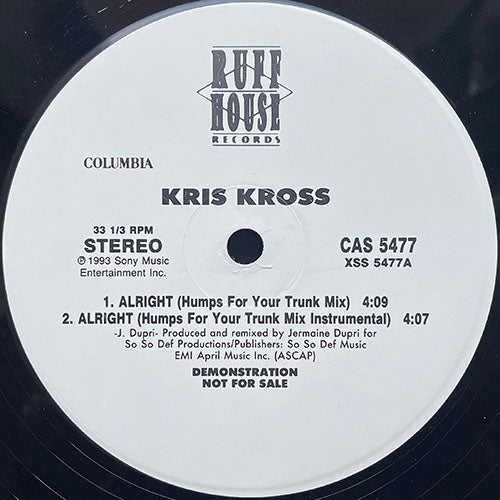 RUFF
HOUSE
RECORDS
COLUMBIA
KRIS KROSS
33 1/3 RPM
STEREO
℗ 1993 Sony Music
Entertainment Inc.
CAS 5477
XSS 5477A
1. ALRIGHT (Humps For Your Trunk Mix) 4:09
2. ALRIGHT (Humps For Your Trunk Mix Instrumental) 4:07
-J. Dupri- Produced and remixed by Jermaine Dupri for
So So Def Productions/Publishers: So So Def Music
EMI April Music Inc. (ASCAP)
DEMONSTRATION
NOT FOR SALE